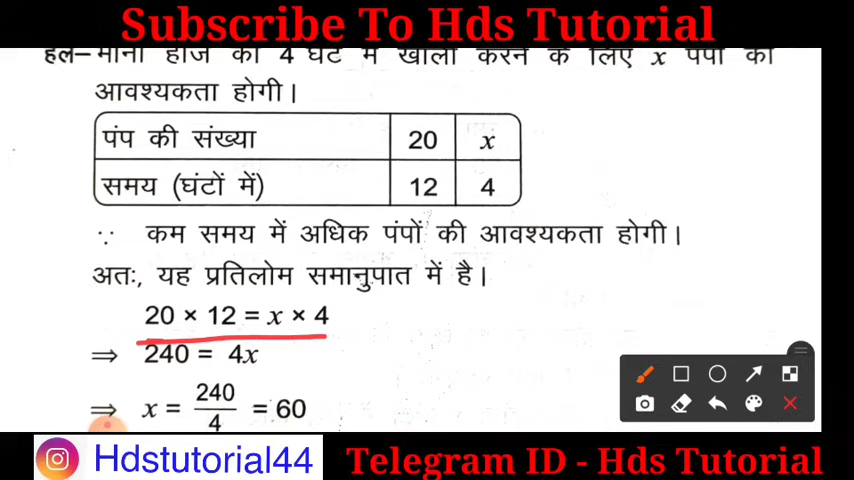 Subscribe To Hds Tutorial
हल– माना हौज को 4 घंटे में खाली करने के लिए x पंपों की
आवश्यकता होगी।
पंप की संख्या 20 x
समय (घंटों में) 12 4
∵ कम समय में अधिक पंपों की आवश्यकता होगी।
अतः, यह प्रतिलोम समानुपात में है।
20 × 12 = x × 4
⇒ 240 = 4x
⇒ x = 240/4 = 60
Hdstutorial44 Telegram ID - Hds Tutorial